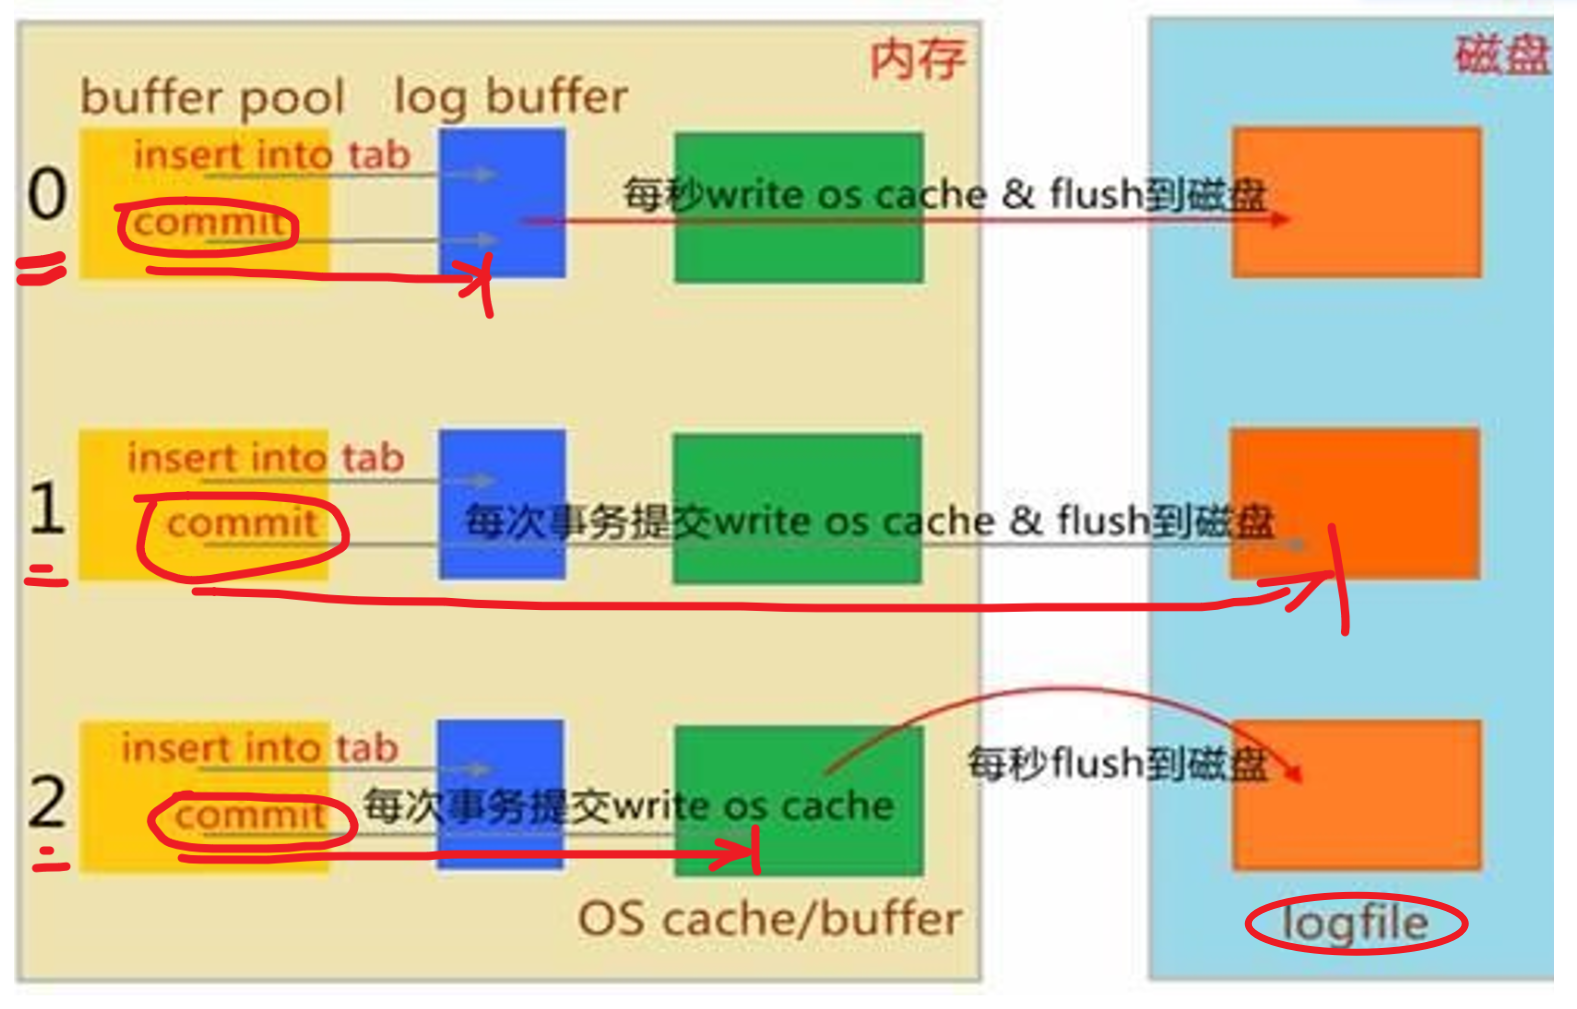 内存
磁盘
buffer pool
log buffer
0
insert into tab
commit
每秒write os cache & flush到磁盘
1
insert into tab
commit
每次事务提交write os cache & flush到磁盘
2
insert into tab
commit
每次事务提交write os cache
每秒flush到磁盘
OS cache/buffer
logfile